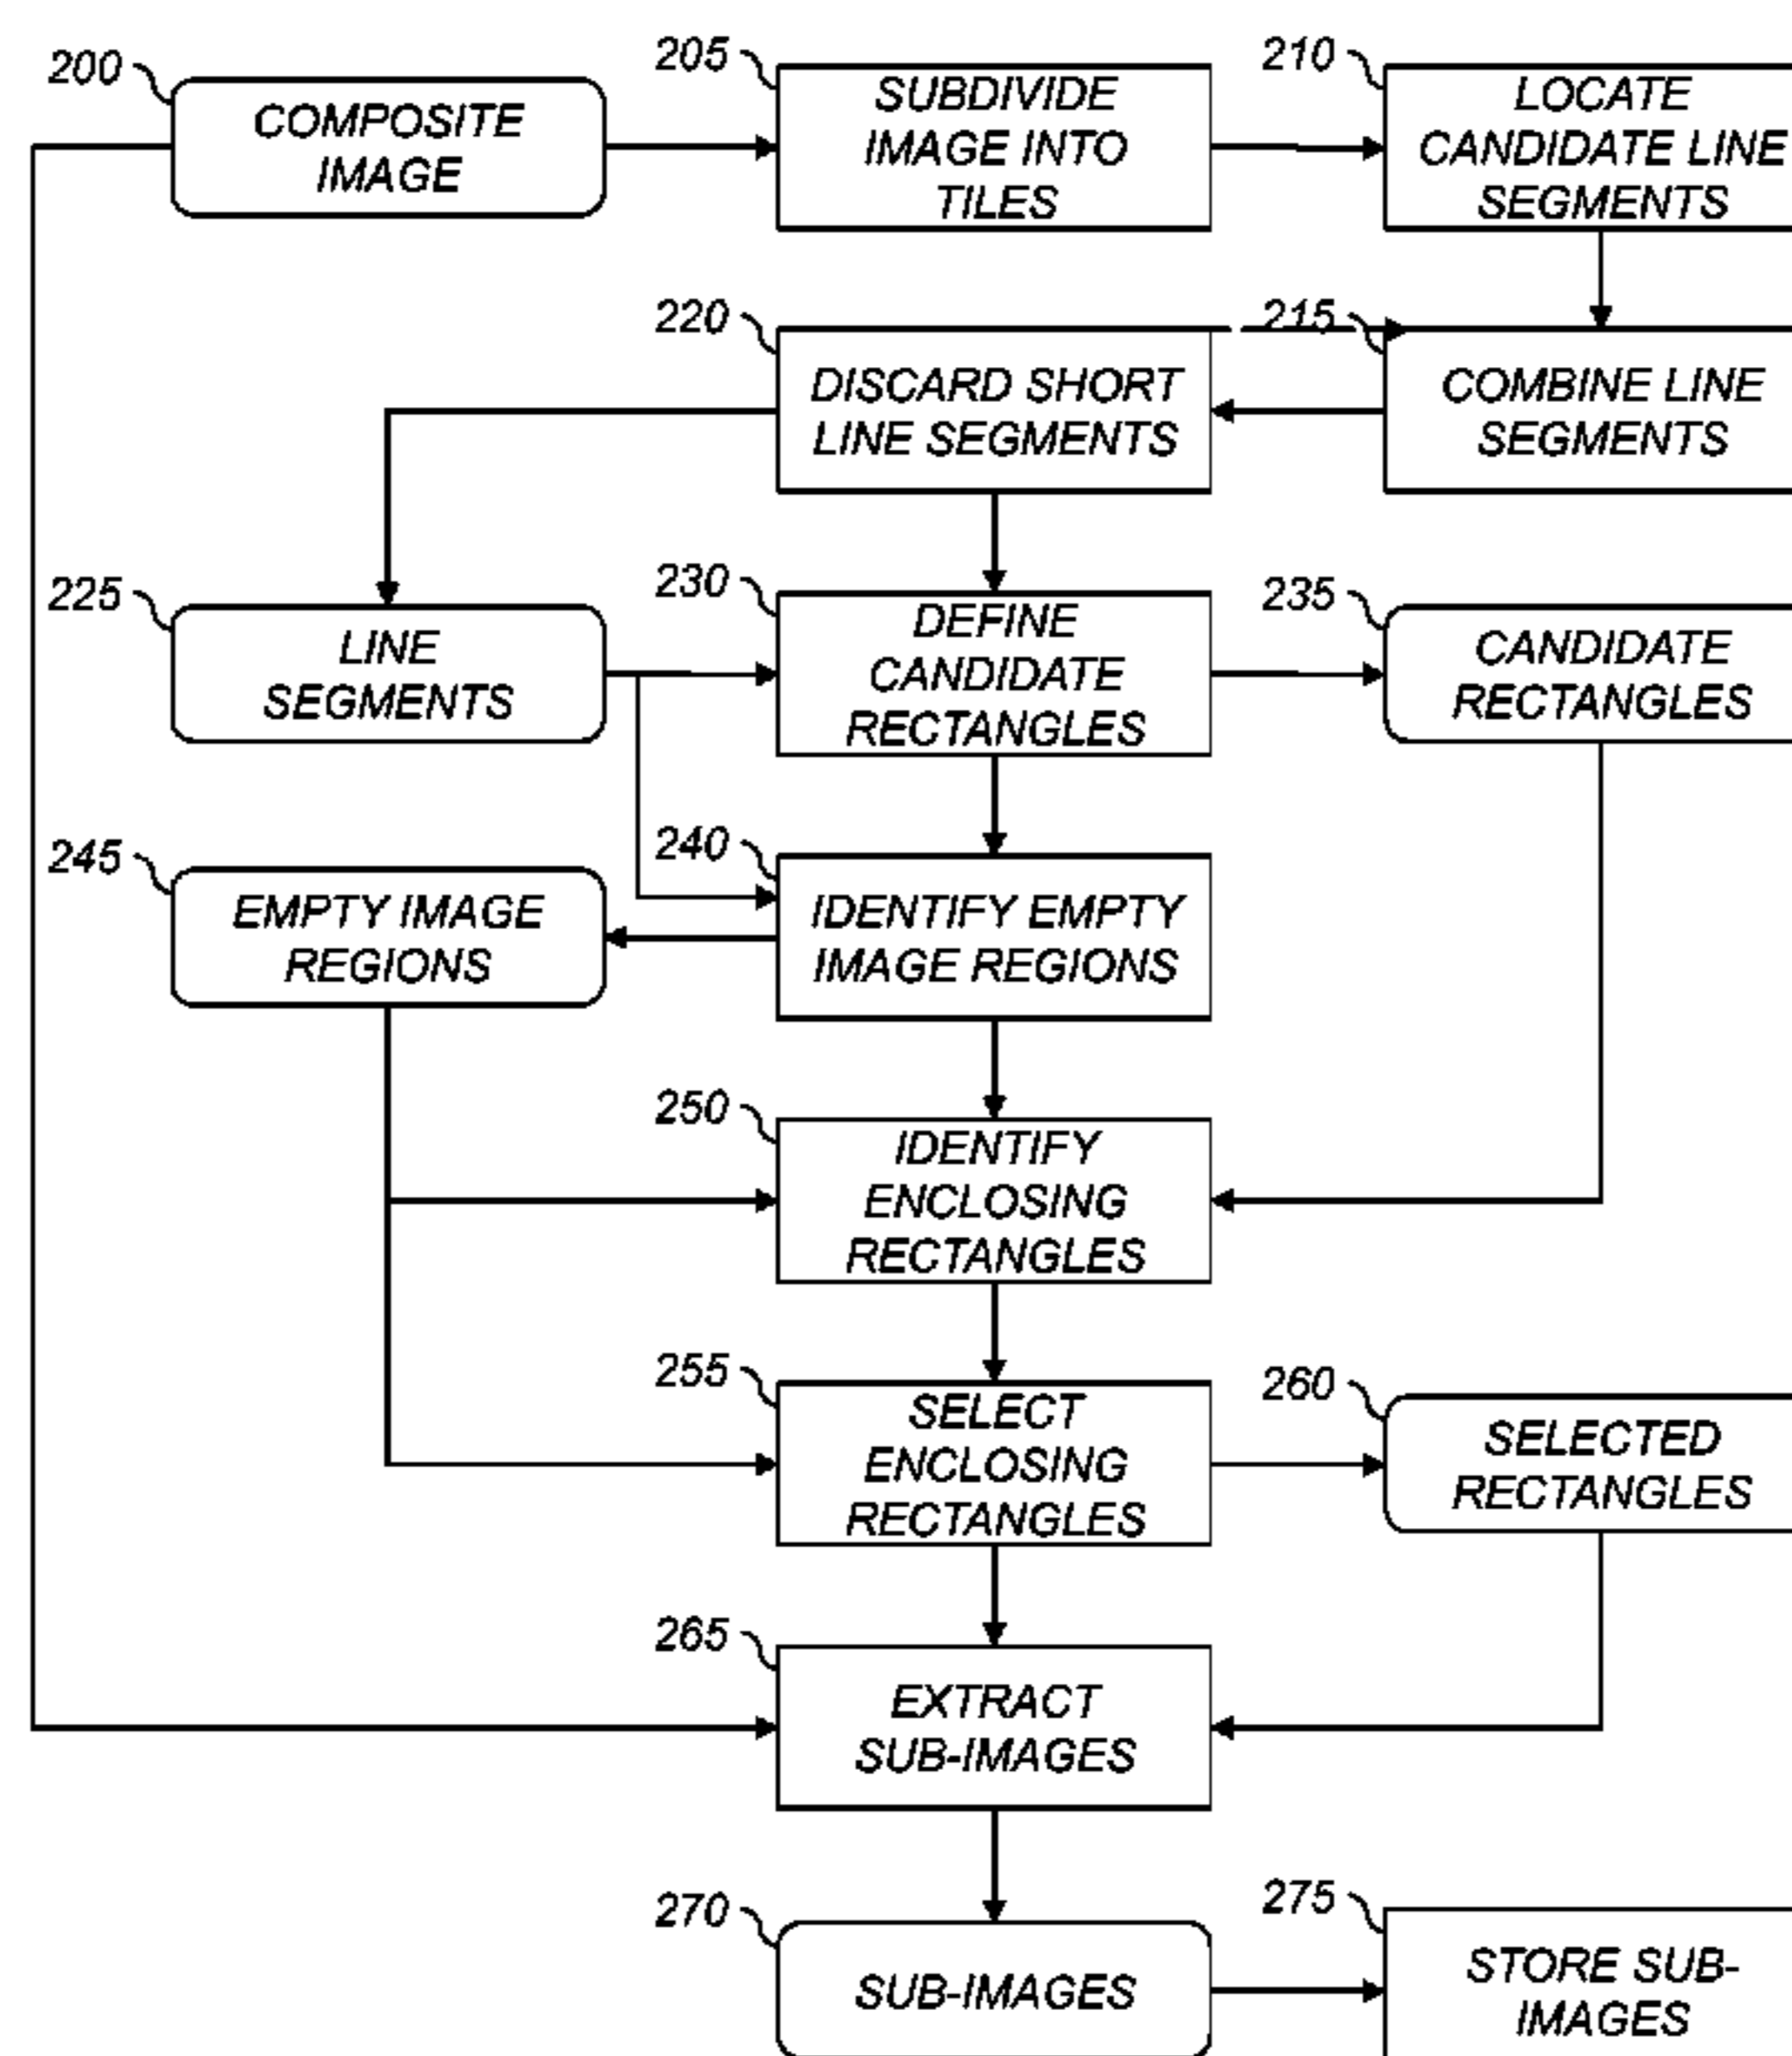 200
COMPOSITE
IMAGE
205
SUBDIVIDE
IMAGE INTO
TILES
210
LOCATE
CANDIDATE LINE
SEGMENTS
220
DISCARD SHORT
LINE SEGMENTS
215
COMBINE LINE
SEGMENTS
225
LINE
SEGMENTS
230
DEFINE
CANDIDATE
RECTANGLES
235
CANDIDATE
RECTANGLES
245
EMPTY IMAGE
REGIONS
240
IDENTIFY EMPTY
IMAGE REGIONS
250
IDENTIFY
ENCLOSING
RECTANGLES
255
SELECT
ENCLOSING
RECTANGLES
260
SELECTED
RECTANGLES
265
EXTRACT
SUB-IMAGES
270
SUB-IMAGES
275
STORE SUB-
IMAGES